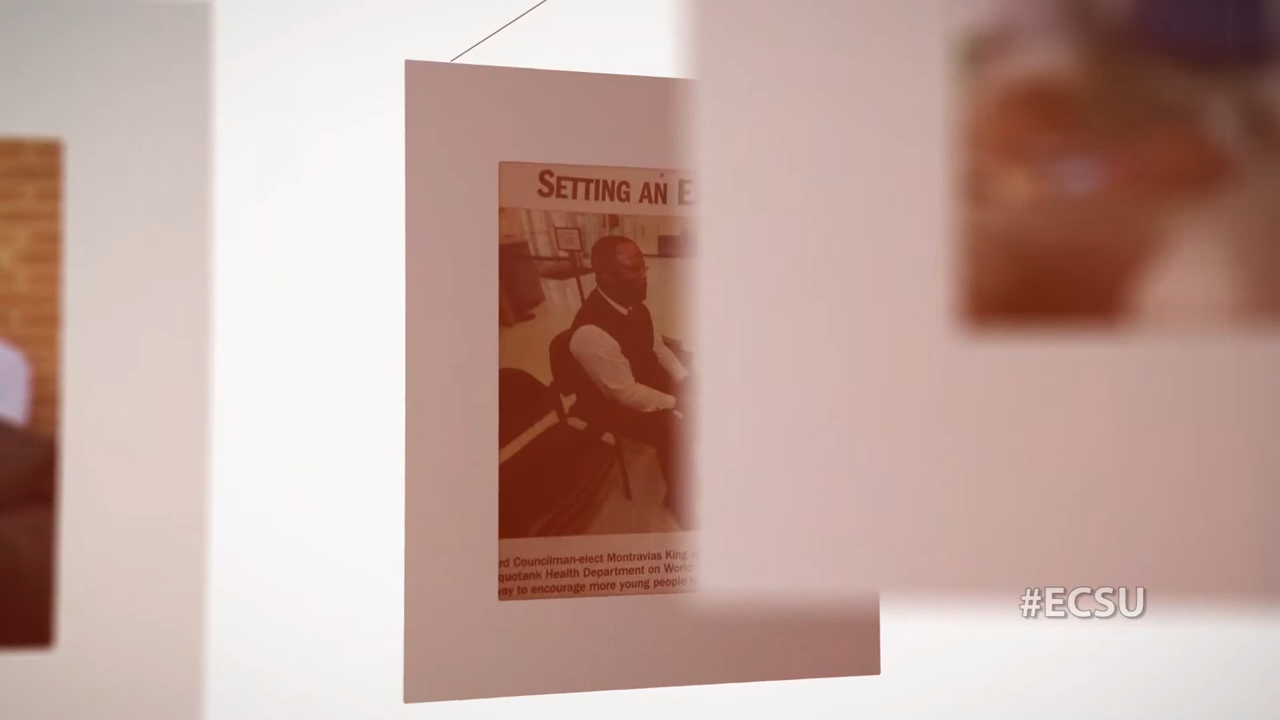 SETTING AN
rd Councilman-elect Montravias King
quotank Health Department on World
way to encourage more young people
#ECSU